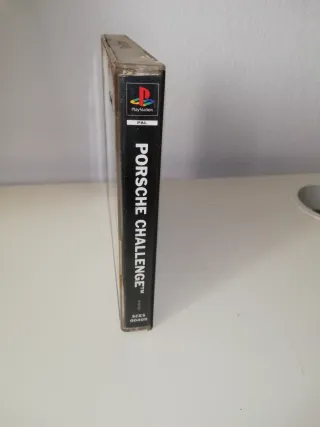 PlayStation
PAL
PORSCHE CHALLENGE™
SCES
00409